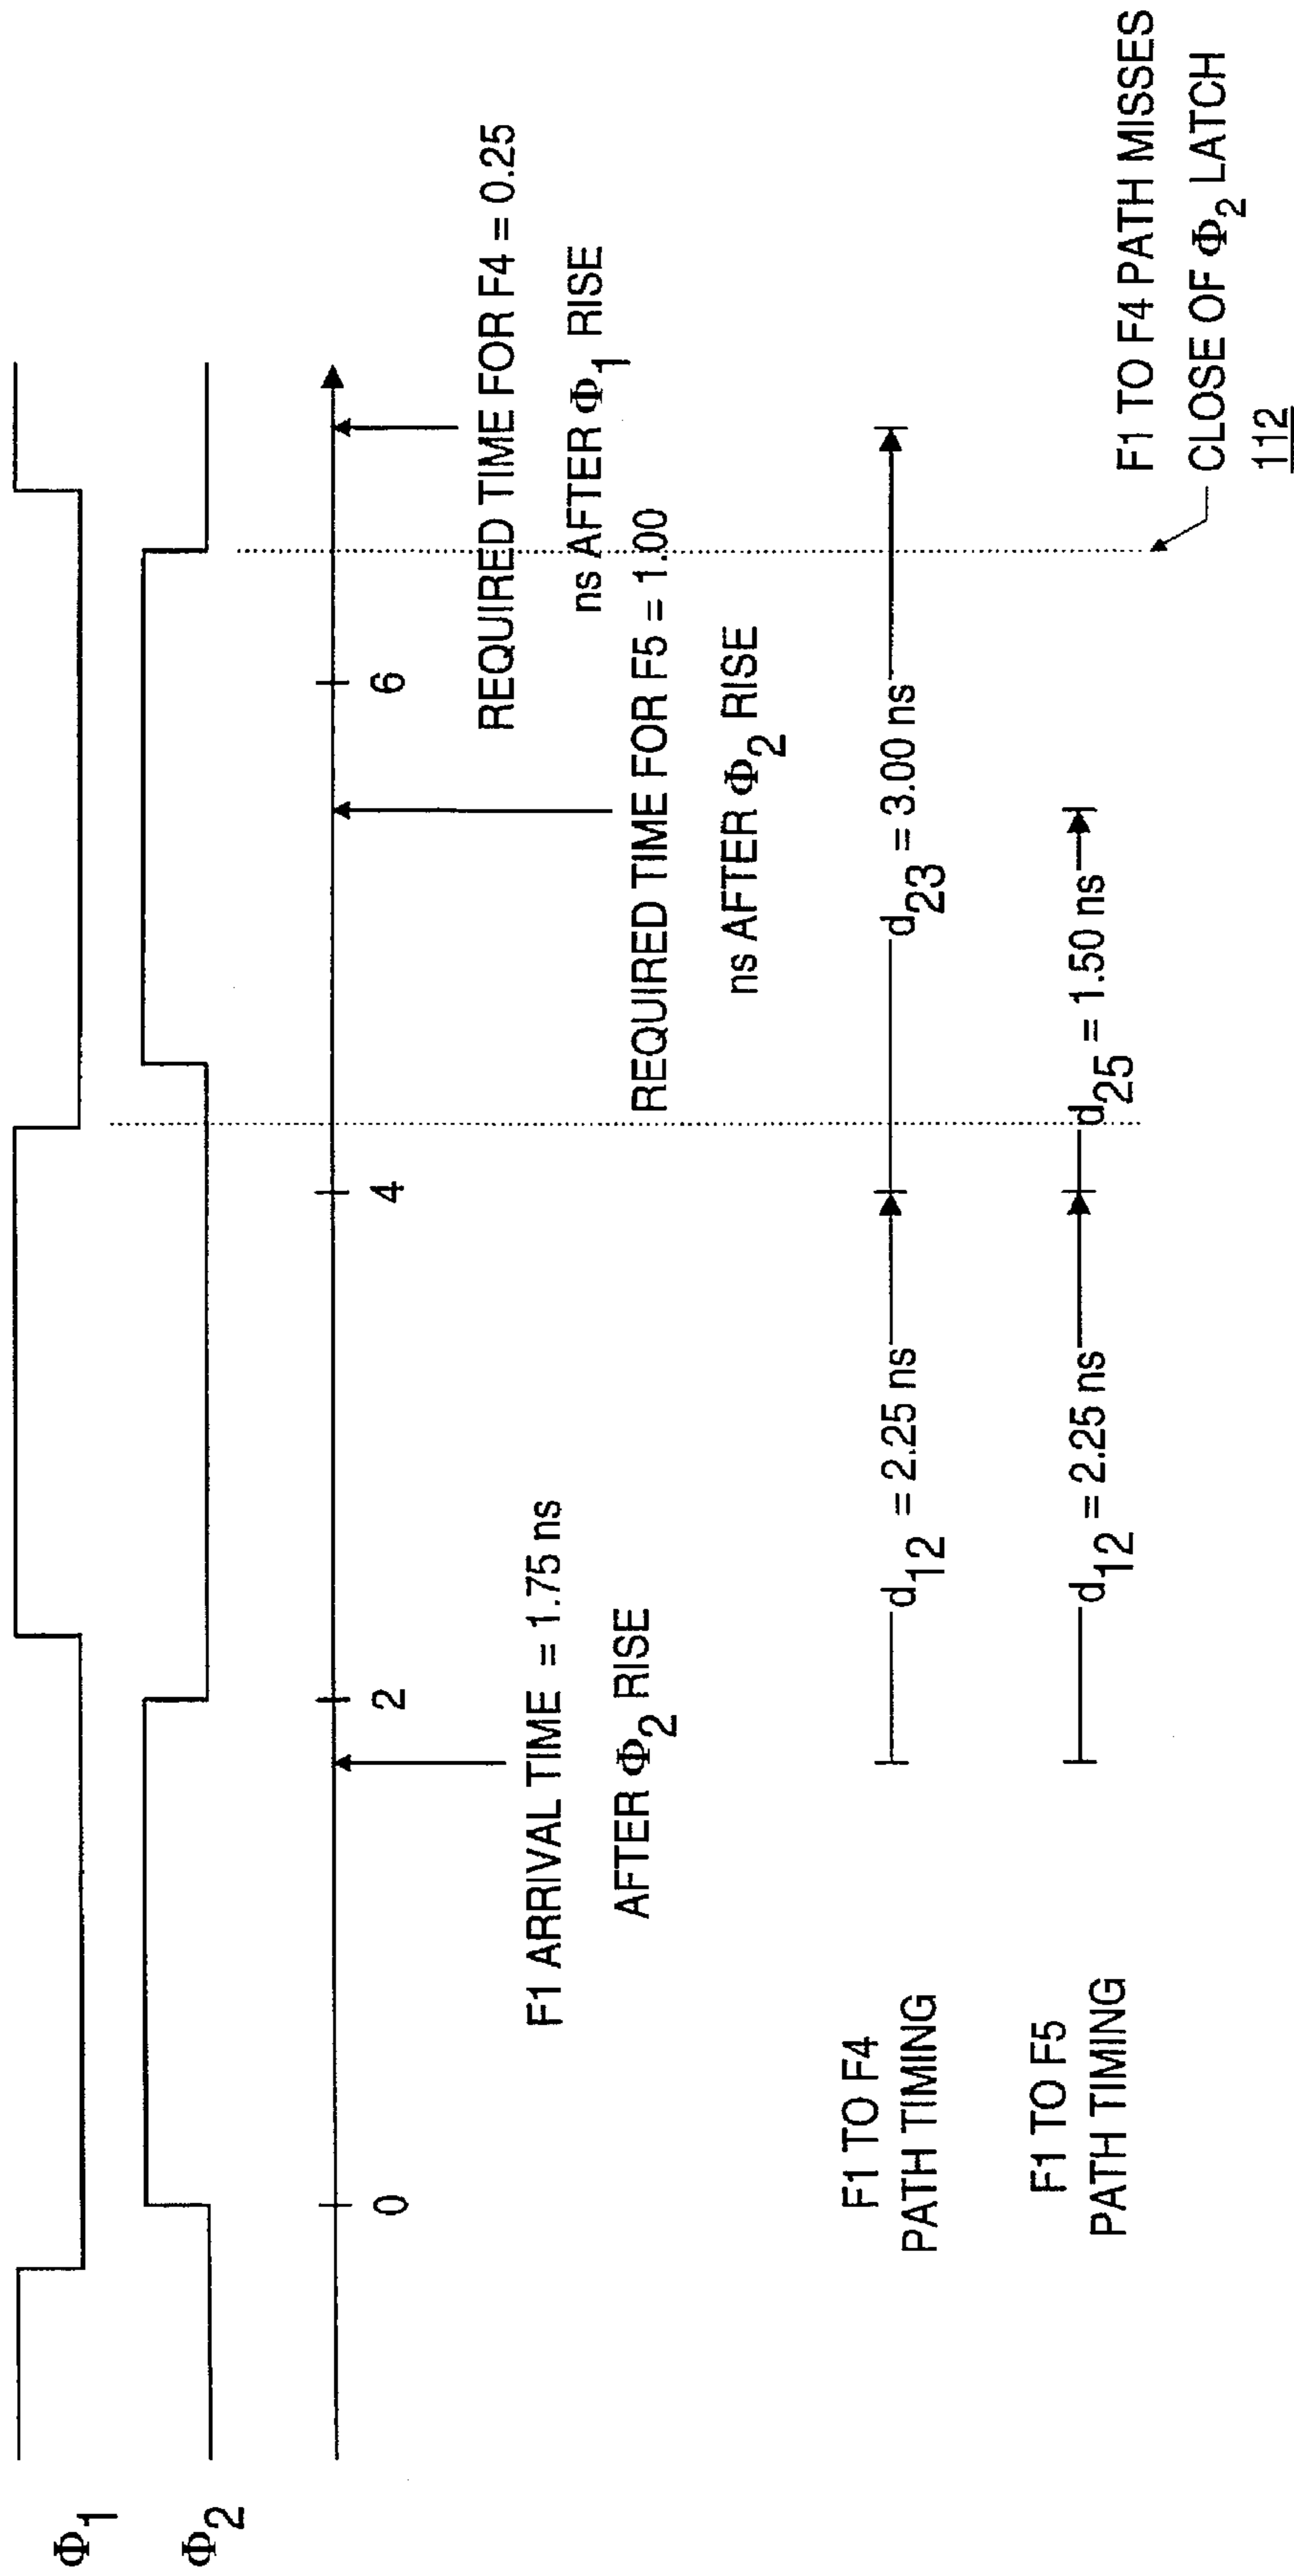 Φ1
Φ2
0
2
4
6
F1 ARRIVAL TIME = 1.75 ns
AFTER Φ2 RISE
REQUIRED TIME FOR F4 = 0.25
ns AFTER Φ1 RISE
REQUIRED TIME FOR F5 = 1.00
ns AFTER Φ2 RISE
F1 TO F4
PATH TIMING
d12 = 2.25 ns
d23 = 3.00 ns
F1 TO F5
PATH TIMING
d12 = 2.25 ns
d25 = 1.50 ns
F1 TO F4 PATH MISSES
CLOSE OF Φ2 LATCH
112